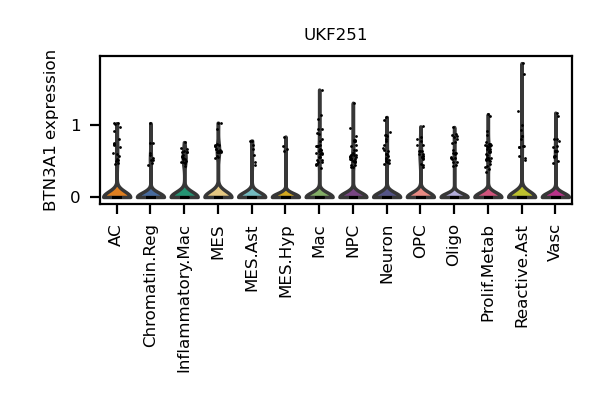 UKF251
BTN3A1 expression
1
0
AC
Chromatin.Reg
Inflammatory.Mac
MES
MES.Ast
MES.Hyp
Mac
NPC
Neuron
OPC
Oligo
Prolif.Metab
Reactive.Ast
Vasc